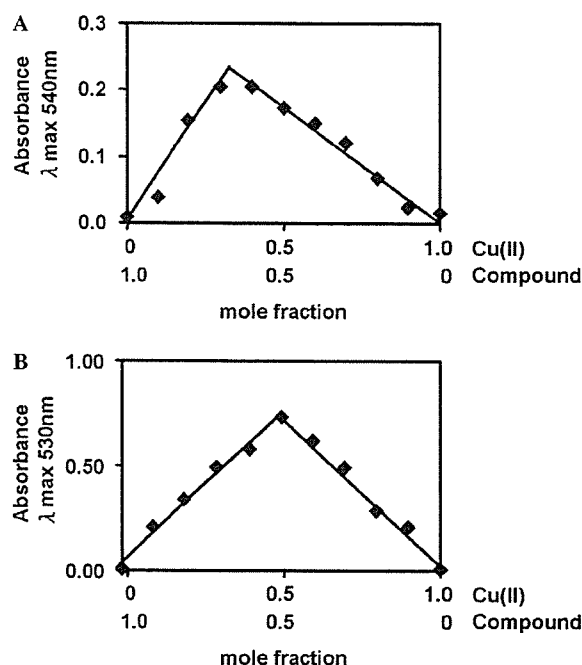 A
Absorbance
λ max 540nm
0.3
0.2
0.1
0.0
0 0.5 1.0 Cu(II)
1.0 0.5 0 Compound
mole fraction
B
Absorbance
λ max 530nm
1.00
0.50
0.00
0 0.5 1.0 Cu(II)
1.0 0.5 0 Compound
mole fraction